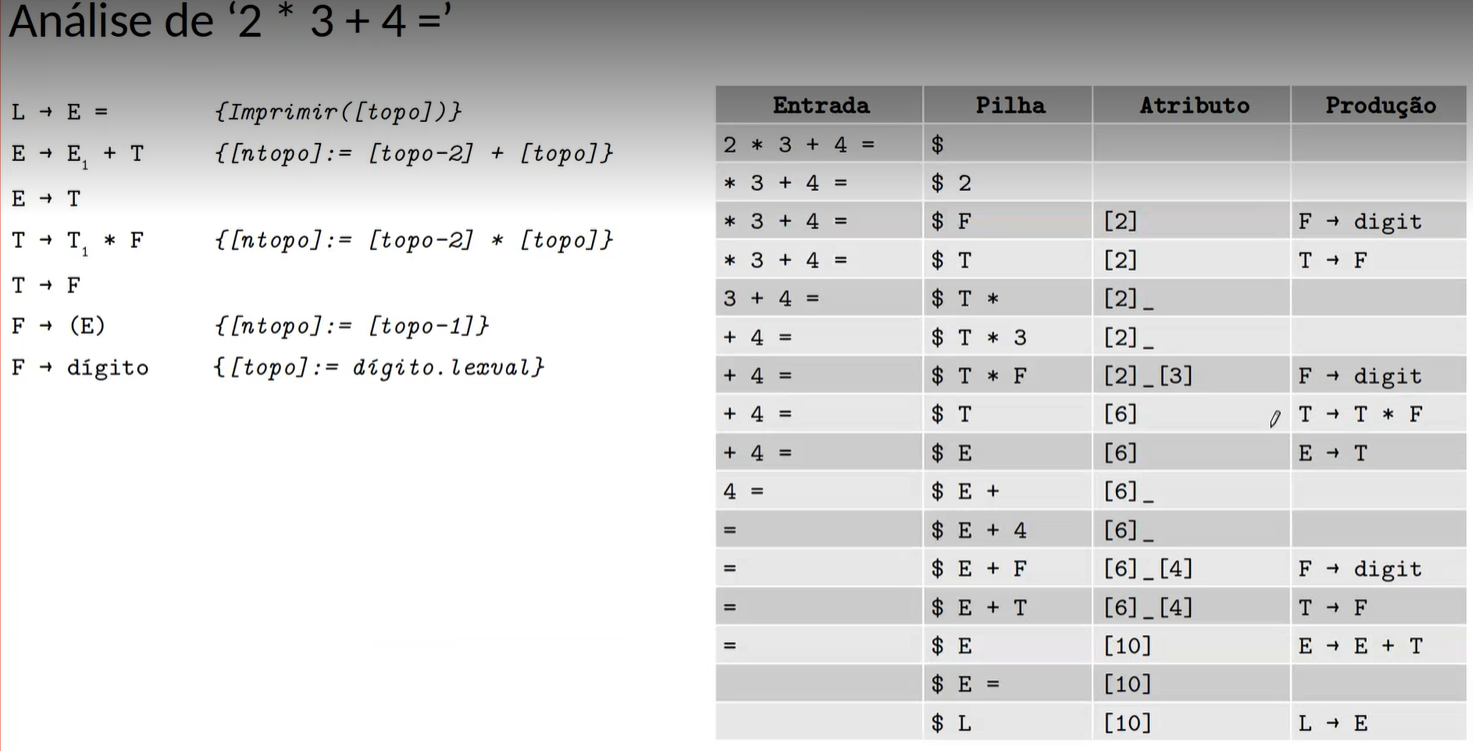 Análise de ‘2 * 3 + 4 =’
L → E = {Imprimir([topo])}
E → E₁ + T {[ntopo]:= [topo-2] + [topo]}
E → T
T → T₁ * F {[ntopo]:= [topo-2] * [topo]}
T → F
F → (E) {[ntopo]:= [topo-1]}
F → dígito {[topo]:= dígito.lexval}
Entrada Pilha Atributo Produção
2 * 3 + 4 = $
* 3 + 4 = $ 2
* 3 + 4 = $ F [2] F → digit
* 3 + 4 = $ T [2] T → F
3 + 4 = $ T * [2]_
+ 4 = $ T * 3 [2]_
+ 4 = $ T * F [2]_[3] F → digit
+ 4 = $ T [6] T → T * F
+ 4 = $ E [6] E → T
4 = $ E + [6]_
= $ E + 4 [6]_
= $ E + F [6]_[4] F → digit
= $ E + T [6]_[4] T → F
= $ E [10] E → E + T
$ E = [10]
$ L [10] L → E